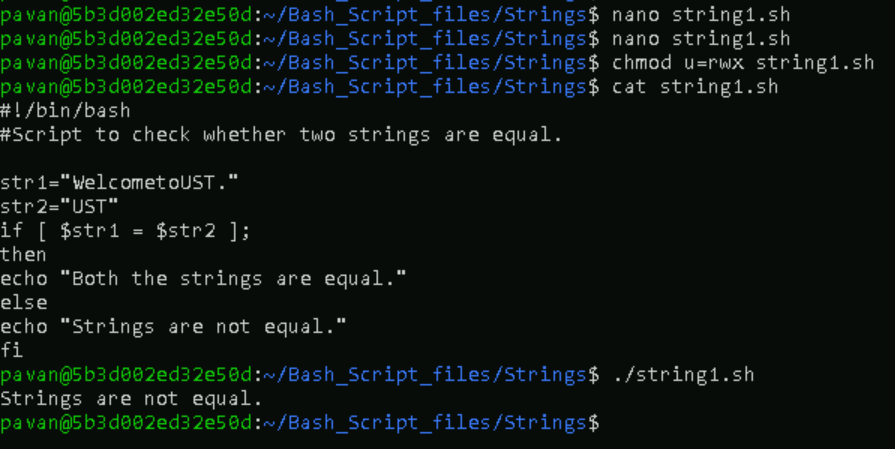 pavan@5b3d002ed32e50d:~/Bash_Script_files/Strings$ nano string1.sh
pavan@5b3d002ed32e50d:~/Bash_Script_files/Strings$ nano string1.sh
pavan@5b3d002ed32e50d:~/Bash_Script_files/Strings$ chmod u=rwx string1.sh
pavan@5b3d002ed32e50d:~/Bash_Script_files/Strings$ cat string1.sh
#!/bin/bash
#Script to check whether two strings are equal.

str1="WelcometoUST."
str2="UST"
if [ $str1 = $str2 ];
then
echo "Both the strings are equal."
else
echo "Strings are not equal."
fi
pavan@5b3d002ed32e50d:~/Bash_Script_files/Strings$ ./string1.sh
Strings are not equal.
pavan@5b3d002ed32e50d:~/Bash_Script_files/Strings$